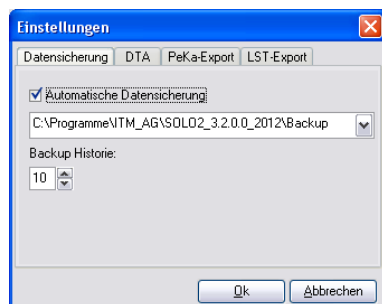 Einstellungen
Datensicherung DTA PeKa-Export LST-Export
Automatische Datensicherung
C:\Programme\ITM_AG\SOLO2_3.2.0.0_2012\Backup
Backup Historie:
10
Ok Abbrechen